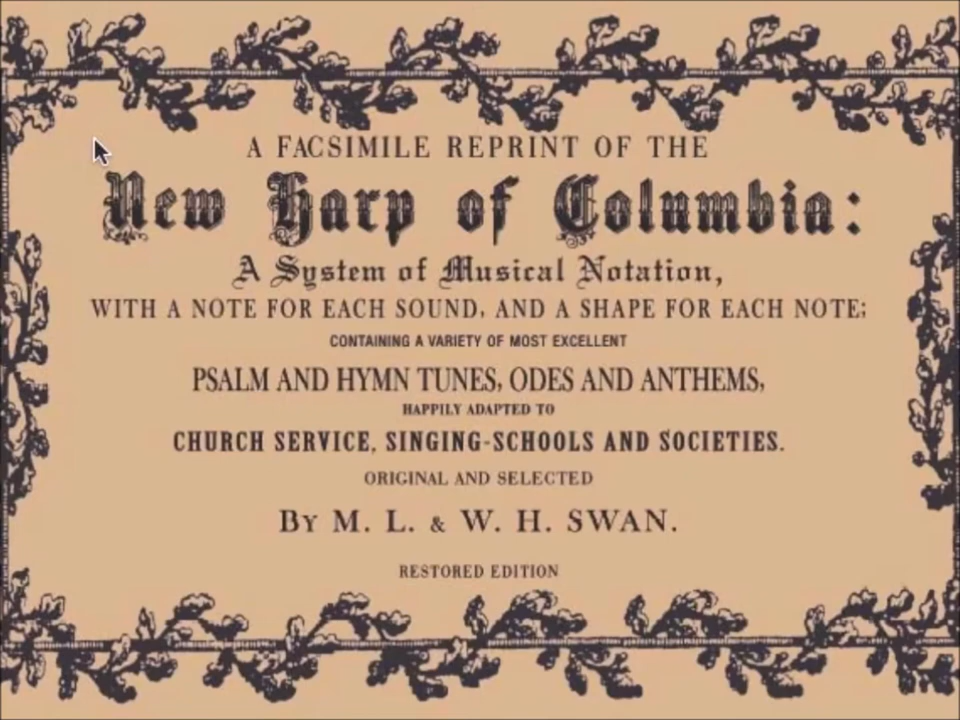 A FACSIMILE REPRINT OF THE
New Harp of Columbia:
A System of Musical Notation,
WITH A NOTE FOR EACH SOUND, AND A SHAPE FOR EACH NOTE;
CONTAINING A VARIETY OF MOST EXCELLENT
PSALM AND HYMN TUNES, ODES AND ANTHEMS,
HAPPILY ADAPTED TO
CHURCH SERVICE, SINGING-SCHOOLS AND SOCIETIES.
ORIGINAL AND SELECTED
BY M. L. & W. H. SWAN.
RESTORED EDITION